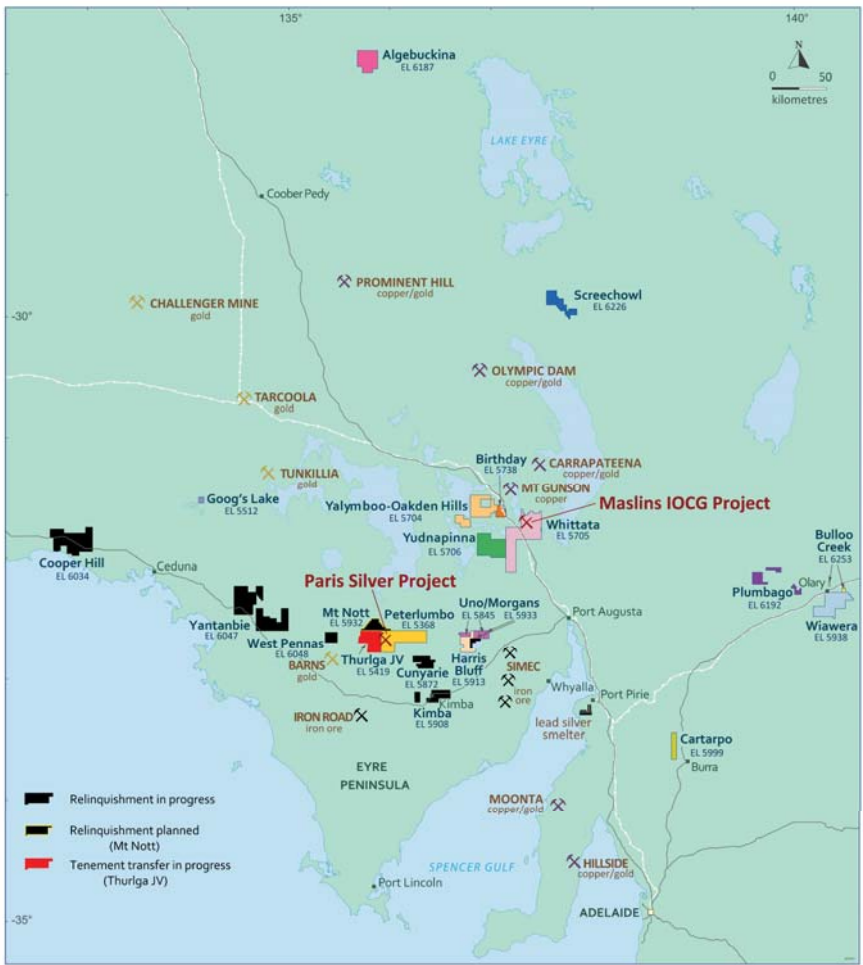 135°
140°
Algebuckina
EL 6187
N
0 50
kilometres
LAKE EYRE
Coober Pedy
PROMINENT HILL
copper/gold
Screechowl
EL 6226
CHALLENGER MINE
gold
-30°
OLYMPIC DAM
copper/gold
TARCOOLA
gold
Birthday
EL 5738
CARRAPATEENA
copper/gold
TUNKILLIA
gold
MT GUNSON
copper
Goog's Lake
EL 5512
Yalymboo-Oakden Hills
EL 5704
Maslins IOCG Project
Whittata
EL 5705
Yudnapinna
EL 5706
Cooper Hill
EL 6034
Ceduna
Bulloo
Creek
EL 6253
Olary
Plumbago
EL 6192
Wiawera
EL 5938
Paris Silver Project
Yantanbie
EL 6047
Mt Nott
EL 5932
Peterlumbo
EL 5368
Uno/Morgans
EL 5845 EL 5933
Port Augusta
West Pennas
EL 6048
BARNS
gold
Thurlga JV
EL 5419
Cunyarie
EL 5872
Harris
Bluff
EL 5913
SIMEC
iron
ore
Whyalla
Port Pirie
lead silver
smelter
Kimba
Kimba
EL 5908
IRON ROAD
iron ore
Cartarpo
EL 5999
Burra
EYRE
PENINSULA
MOONTA
copper/gold
Relinquishment in progress
Relinquishment planned
(Mt Nott)
Tenement transfer in progress
(Thurlga JV)
SPENCER GULF
HILLSIDE
copper/gold
Port Lincoln
ADELAIDE
-35°